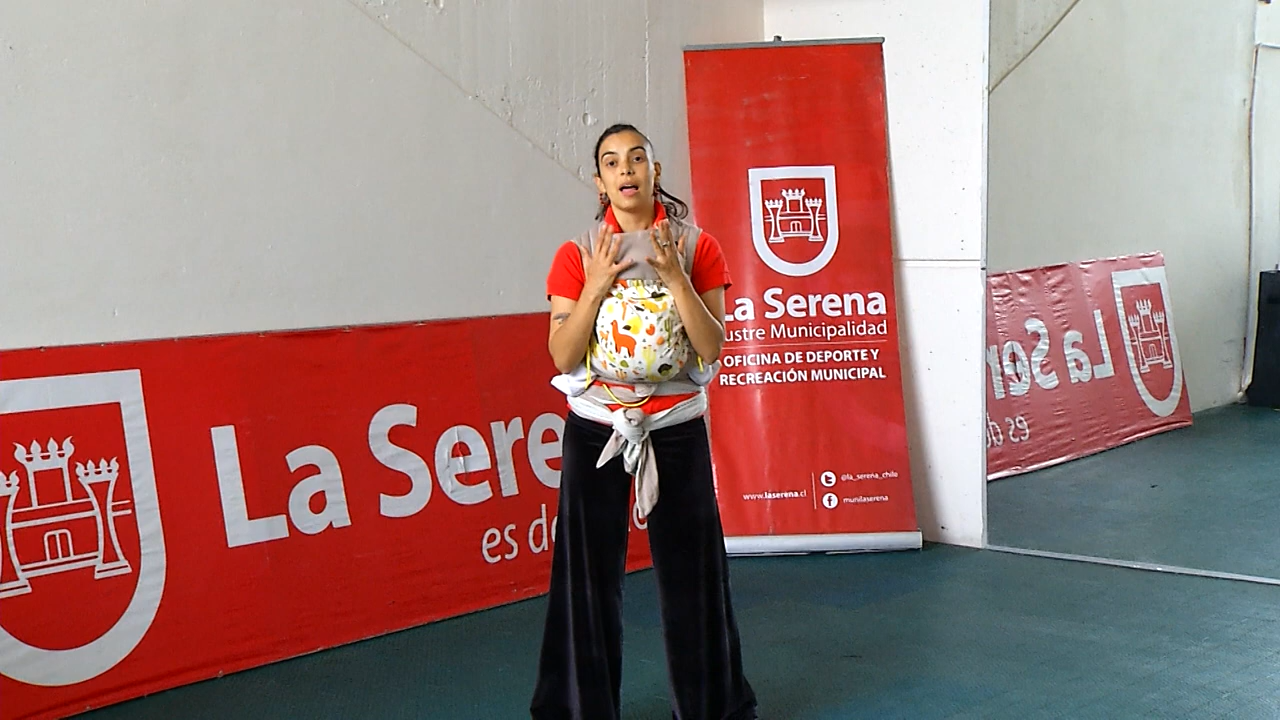 La Sere
es de
La Serena
ustre Municipalidad
OFICINA DE DEPORTE Y
RECREACIÓN MUNICIPAL
www.laserena.cl
@la_serena_chile
munilaserena
La Ser
es de